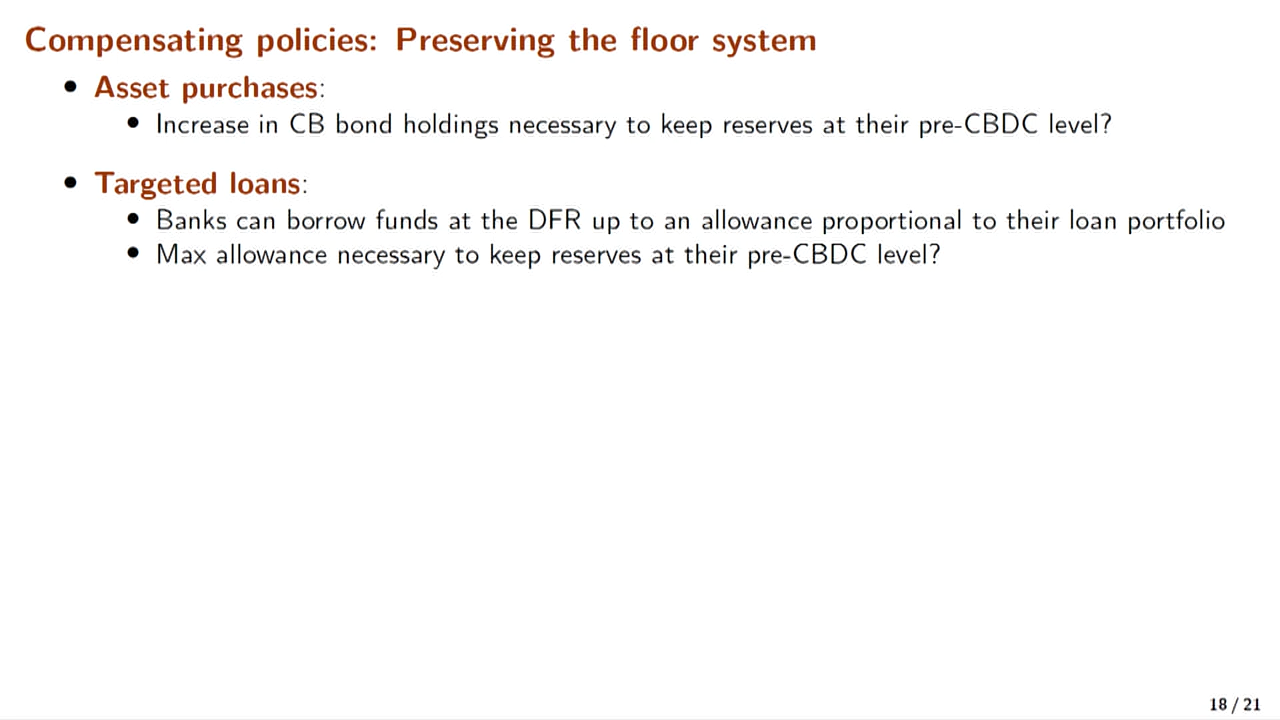 Compensating policies: Preserving the floor system
• Asset purchases:
• Increase in CB bond holdings necessary to keep reserves at their pre-CBDC level?
• Targeted loans:
• Banks can borrow funds at the DFR up to an allowance proportional to their loan portfolio
• Max allowance necessary to keep reserves at their pre-CBDC level?
18 / 21